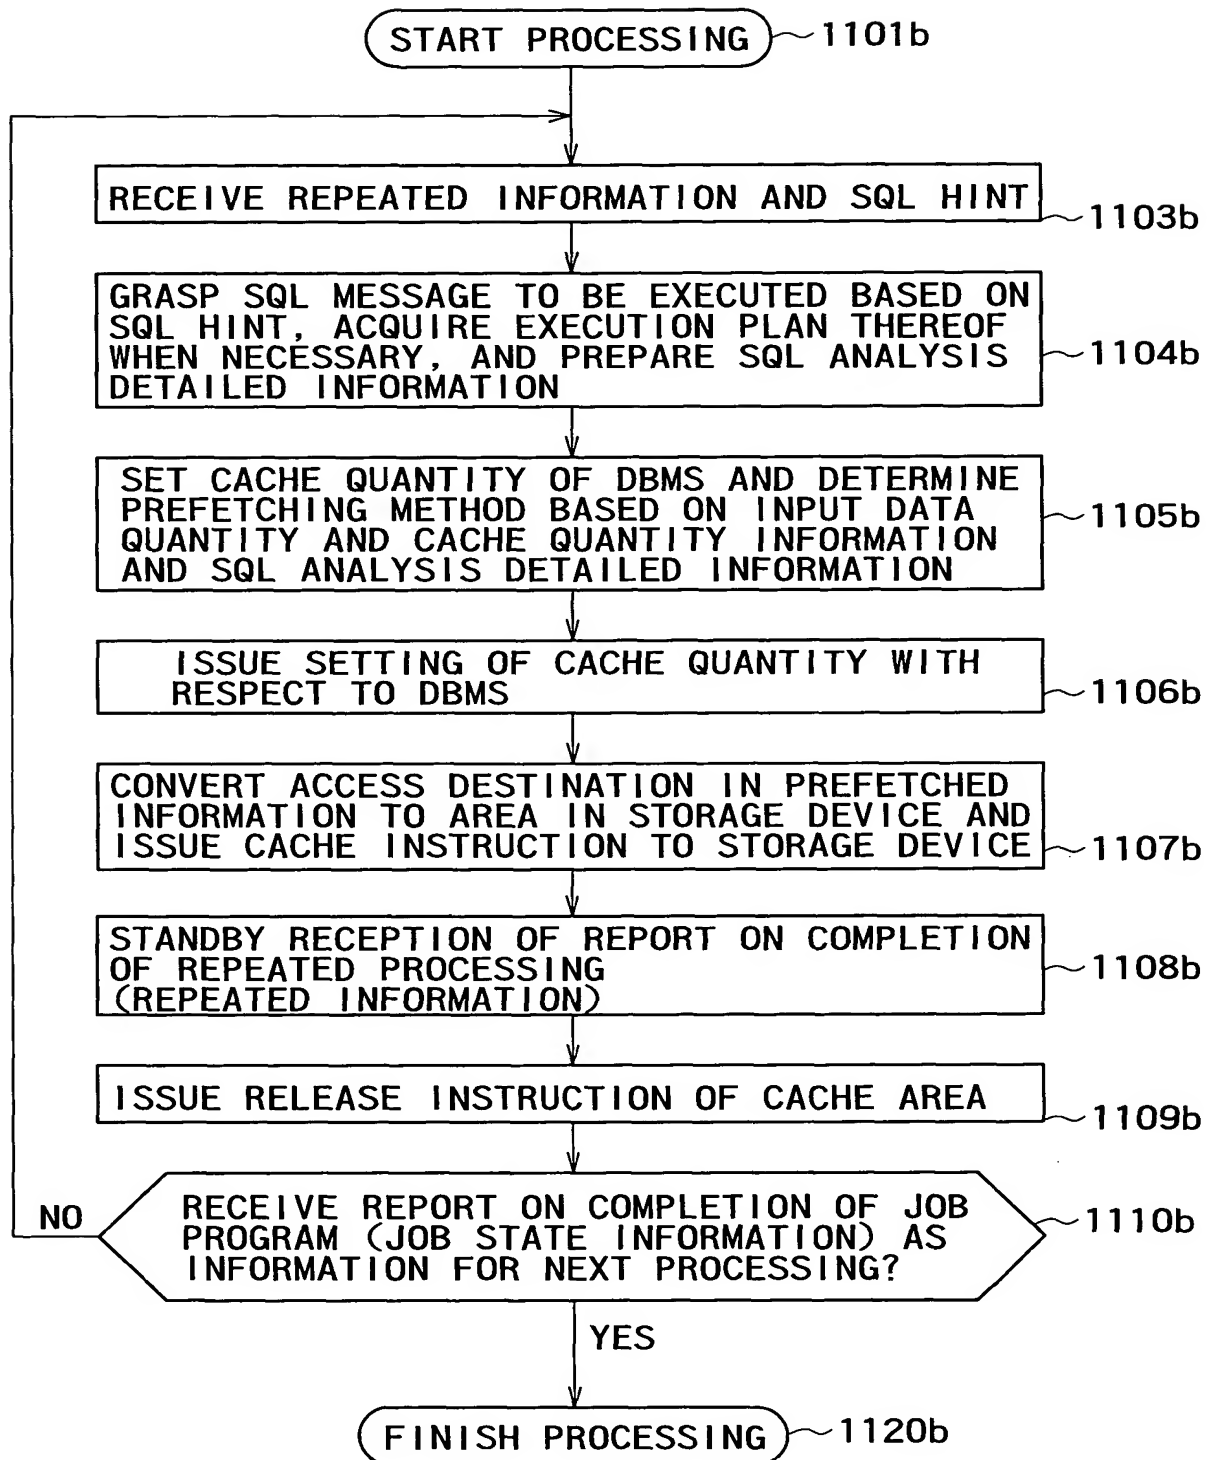 START PROCESSING
1101b
RECEIVE REPEATED INFORMATION AND SQL HINT
1103b
GRASP SQL MESSAGE TO BE EXECUTED BASED ON
SQL HINT, ACQUIRE EXECUTION PLAN THEREOF
WHEN NECESSARY, AND PREPARE SQL ANALYSIS
DETAILED INFORMATION
1104b
SET CACHE QUANTITY OF DBMS AND DETERMINE
PREFETCHING METHOD BASED ON INPUT DATA
QUANTITY AND CACHE QUANTITY INFORMATION
AND SQL ANALYSIS DETAILED INFORMATION
1105b
ISSUE SETTING OF CACHE QUANTITY WITH
RESPECT TO DBMS
1106b
CONVERT ACCESS DESTINATION IN PREFETCHED
INFORMATION TO AREA IN STORAGE DEVICE AND
ISSUE CACHE INSTRUCTION TO STORAGE DEVICE
1107b
STANDBY RECEPTION OF REPORT ON COMPLETION
OF REPEATED PROCESSING
(REPEATED INFORMATION)
1108b
ISSUE RELEASE INSTRUCTION OF CACHE AREA
1109b
NO
RECEIVE REPORT ON COMPLETION OF JOB
PROGRAM (JOB STATE INFORMATION) AS
INFORMATION FOR NEXT PROCESSING?
1110b
YES
FINISH PROCESSING
1120b